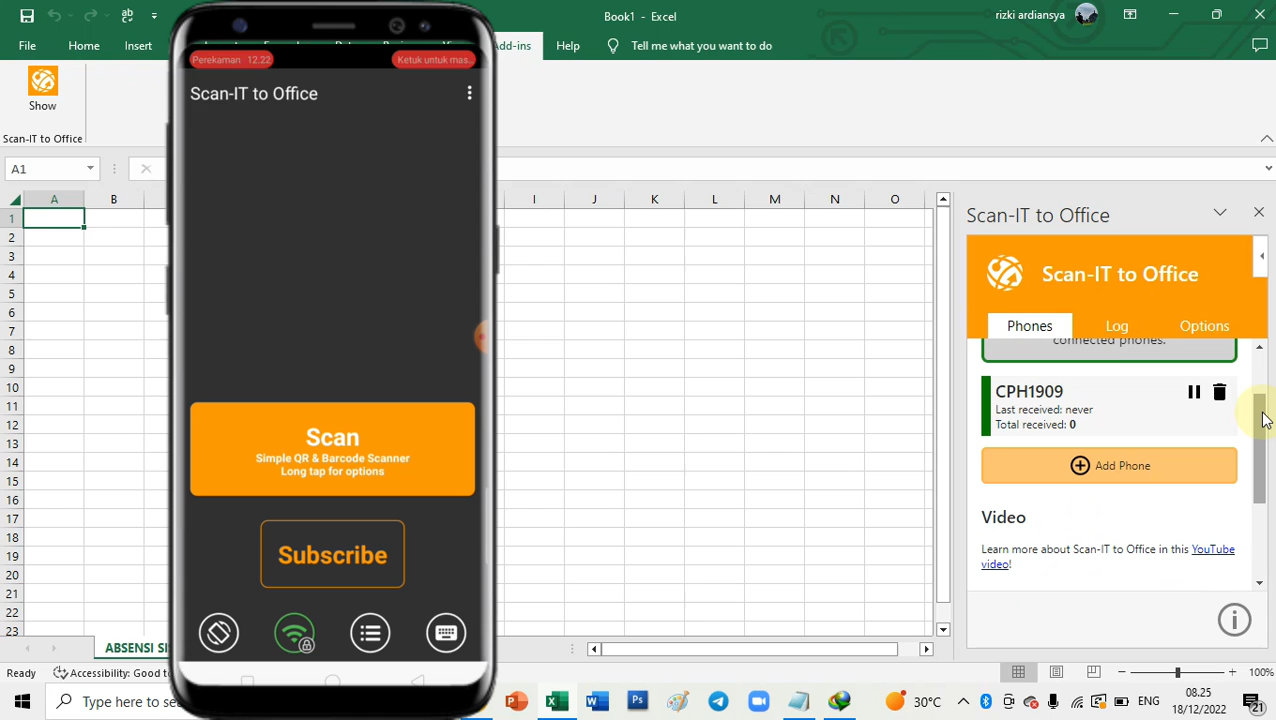 Book1 - Excel
rizki ardiansya
File Home Insert Add-ins Help Tell me what you want to do
Show
Scan-IT to Office
A1
A B I J K L M N O
1
2
3
4
5
6
7
8
9
10
11
12
13
14
15
16
17
18
19
20
21
22
23
Perekaman 12.22
Ketuk untuk mas..
Scan-IT to Office
Scan
Simple QR & Barcode Scanner
Long tap for options
Subscribe
Scan-IT to Office
Scan-IT to Office
Phones Log Options
connected phones.
CPH1909
Last received: never
Total received: 0
Add Phone
Video
Learn more about Scan-IT to Office in this YouTube
video!
ABSENSI SI
Ready Accessibility: Good to
100%
Type here to se
30°C
ENG
08.25
18/12/2022
21